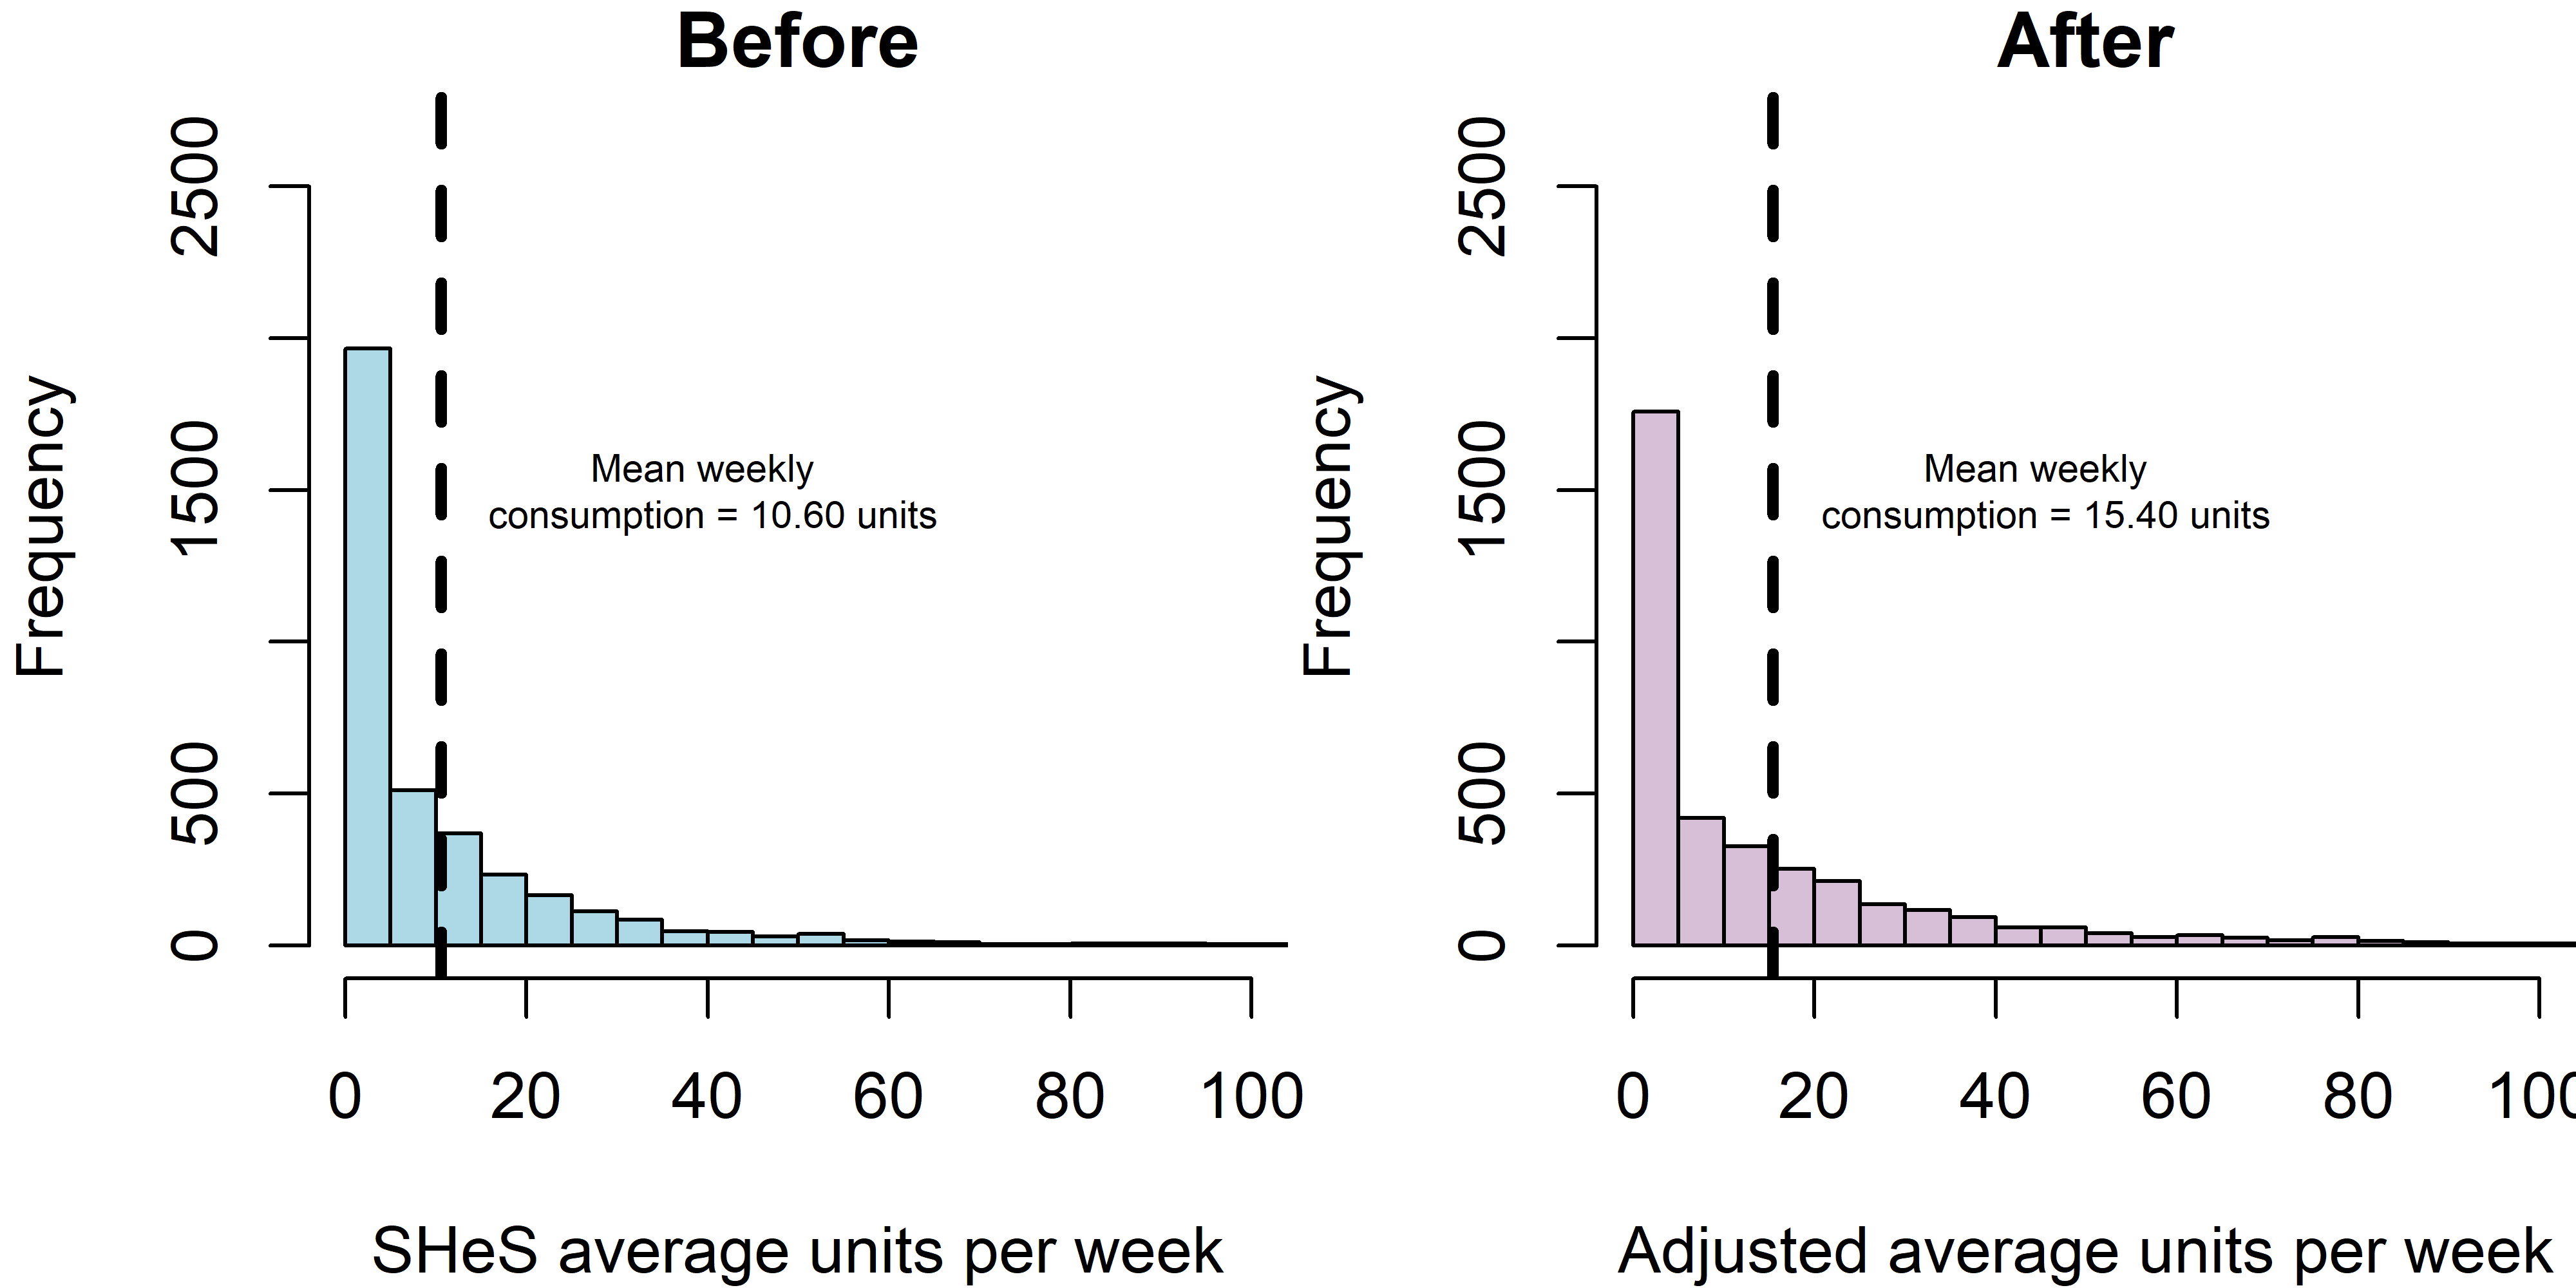 Before
Frequency
2500
1500
500
0
Mean weekly
consumption = 10.60 units
0 20 40 60 80 100
SHeS average units per week
After
Frequency
2500
1500
500
0
Mean weekly
consumption = 15.40 units
0 20 40 60 80 100
Adjusted average units per week